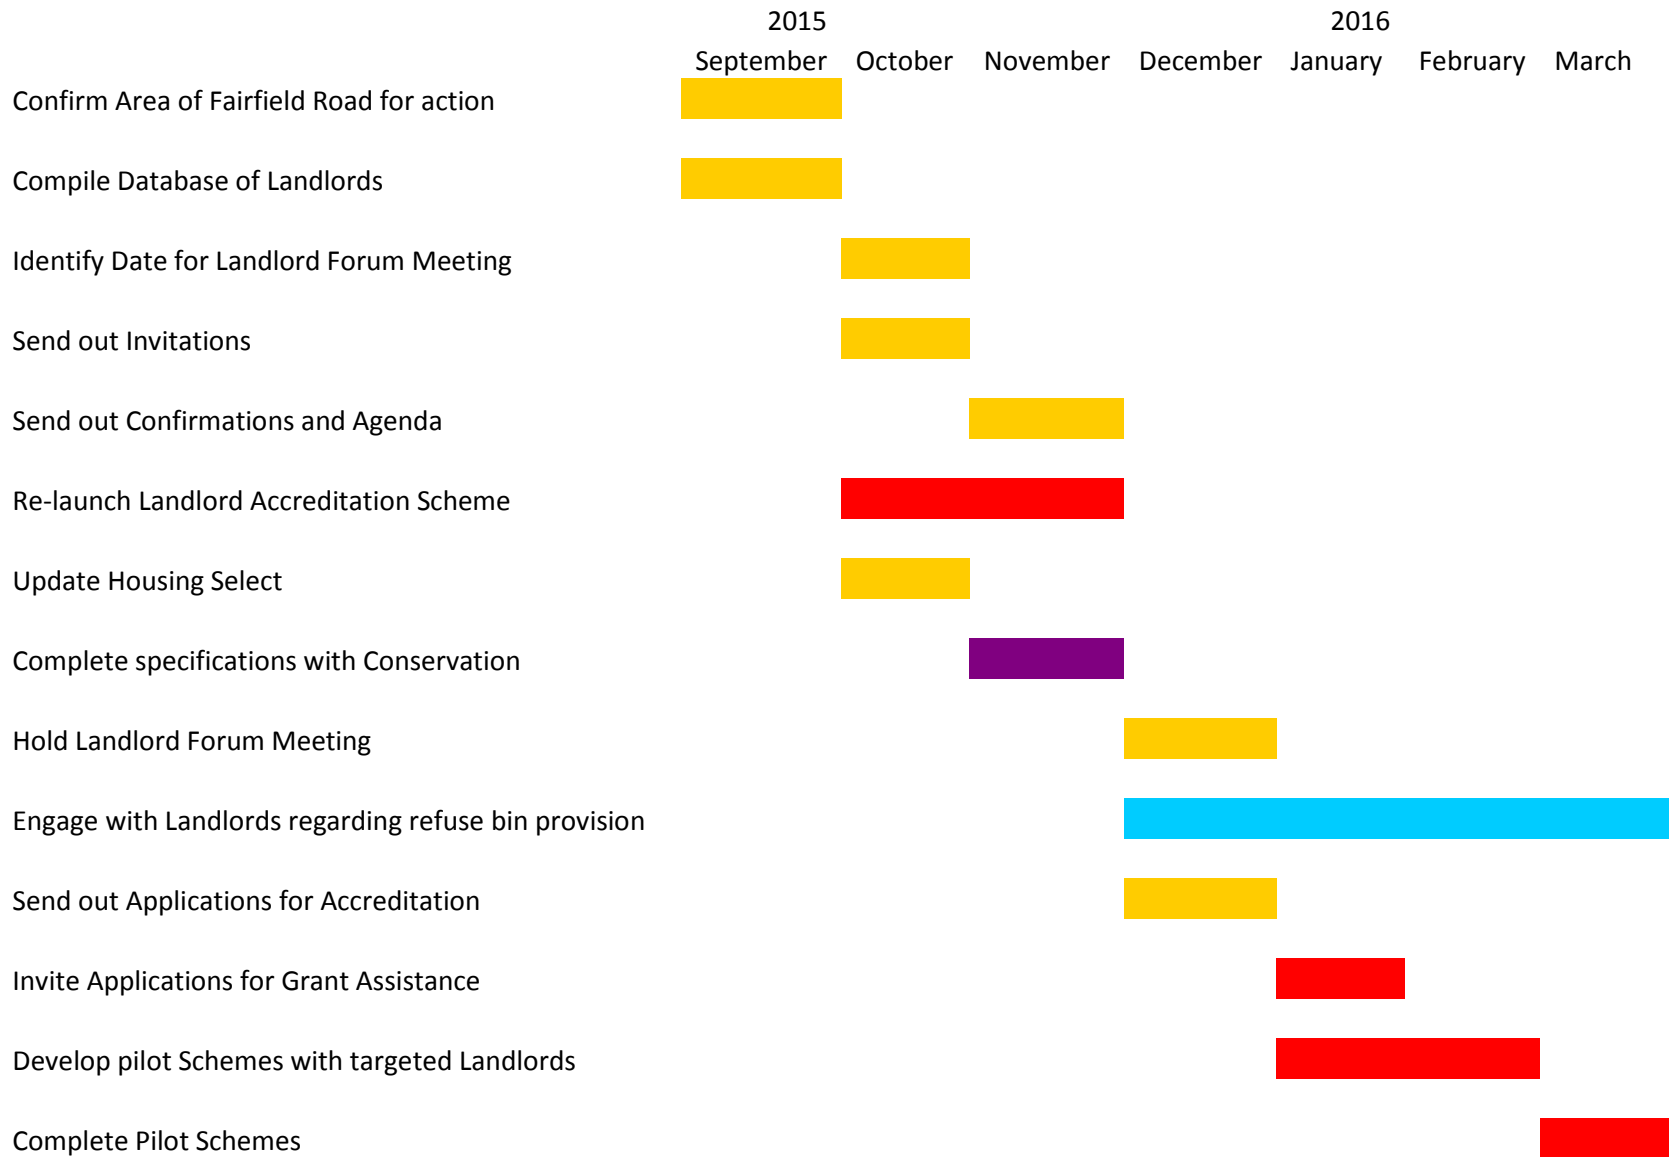 2015 2016
September October November December January February March
Confirm Area of Fairfield Road for action
Compile Database of Landlords
Identify Date for Landlord Forum Meeting
Send out Invitations
Send out Confirmations and Agenda
Re-launch Landlord Accreditation Scheme
Update Housing Select
Complete specifications with Conservation
Hold Landlord Forum Meeting
Engage with Landlords regarding refuse bin provision
Send out Applications for Accreditation
Invite Applications for Grant Assistance
Develop pilot Schemes with targeted Landlords
Complete Pilot Schemes